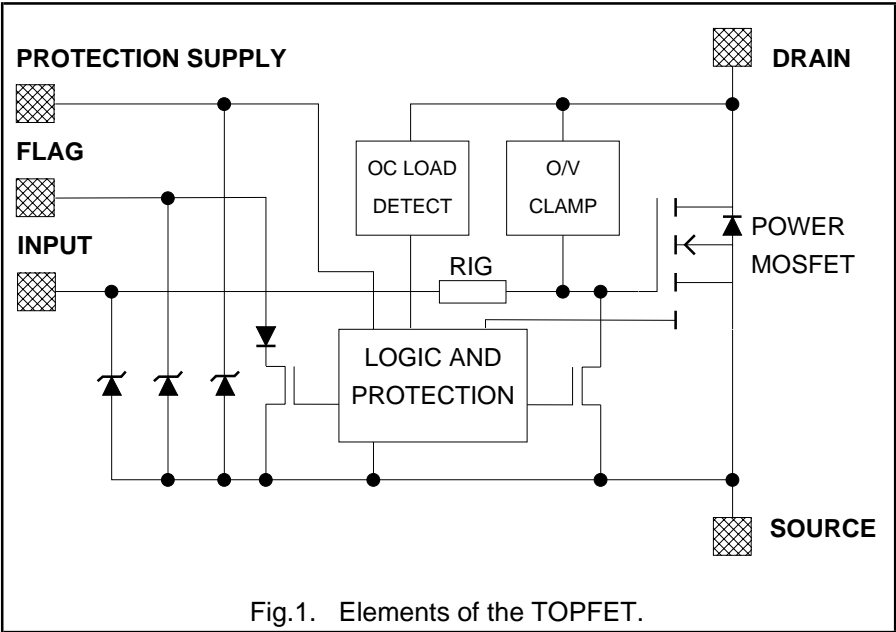 PROTECTION SUPPLY
DRAIN
FLAG
OC LOAD
DETECT
O/V
CLAMP
POWER
MOSFET
INPUT
RIG
LOGIC AND
PROTECTION
SOURCE
Fig.1. Elements of the TOPFET.